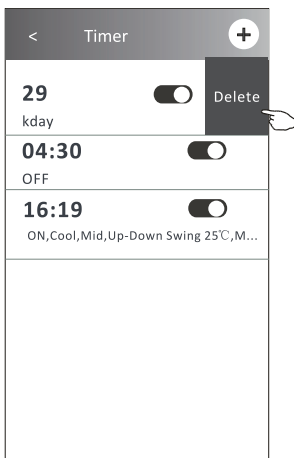 < Timer +
29
Delete
kday
04:30
OFF
16:19
ON,Cool,Mid,Up-Down Swing 25℃,M...